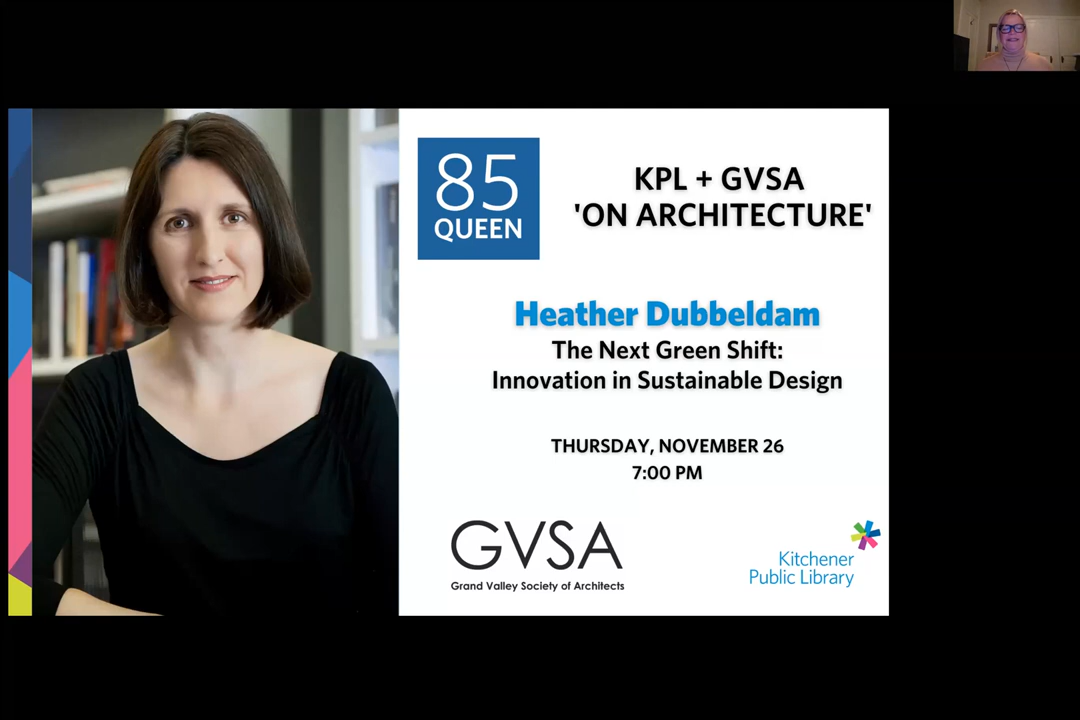 85
QUEEN
KPL + GVSA
'ON ARCHITECTURE'
Heather Dubbeldam
The Next Green Shift:
Innovation in Sustainable Design
THURSDAY, NOVEMBER 26
7:00 PM
GVSA
Grand Valley Society of Architects
Kitchener
Public Library